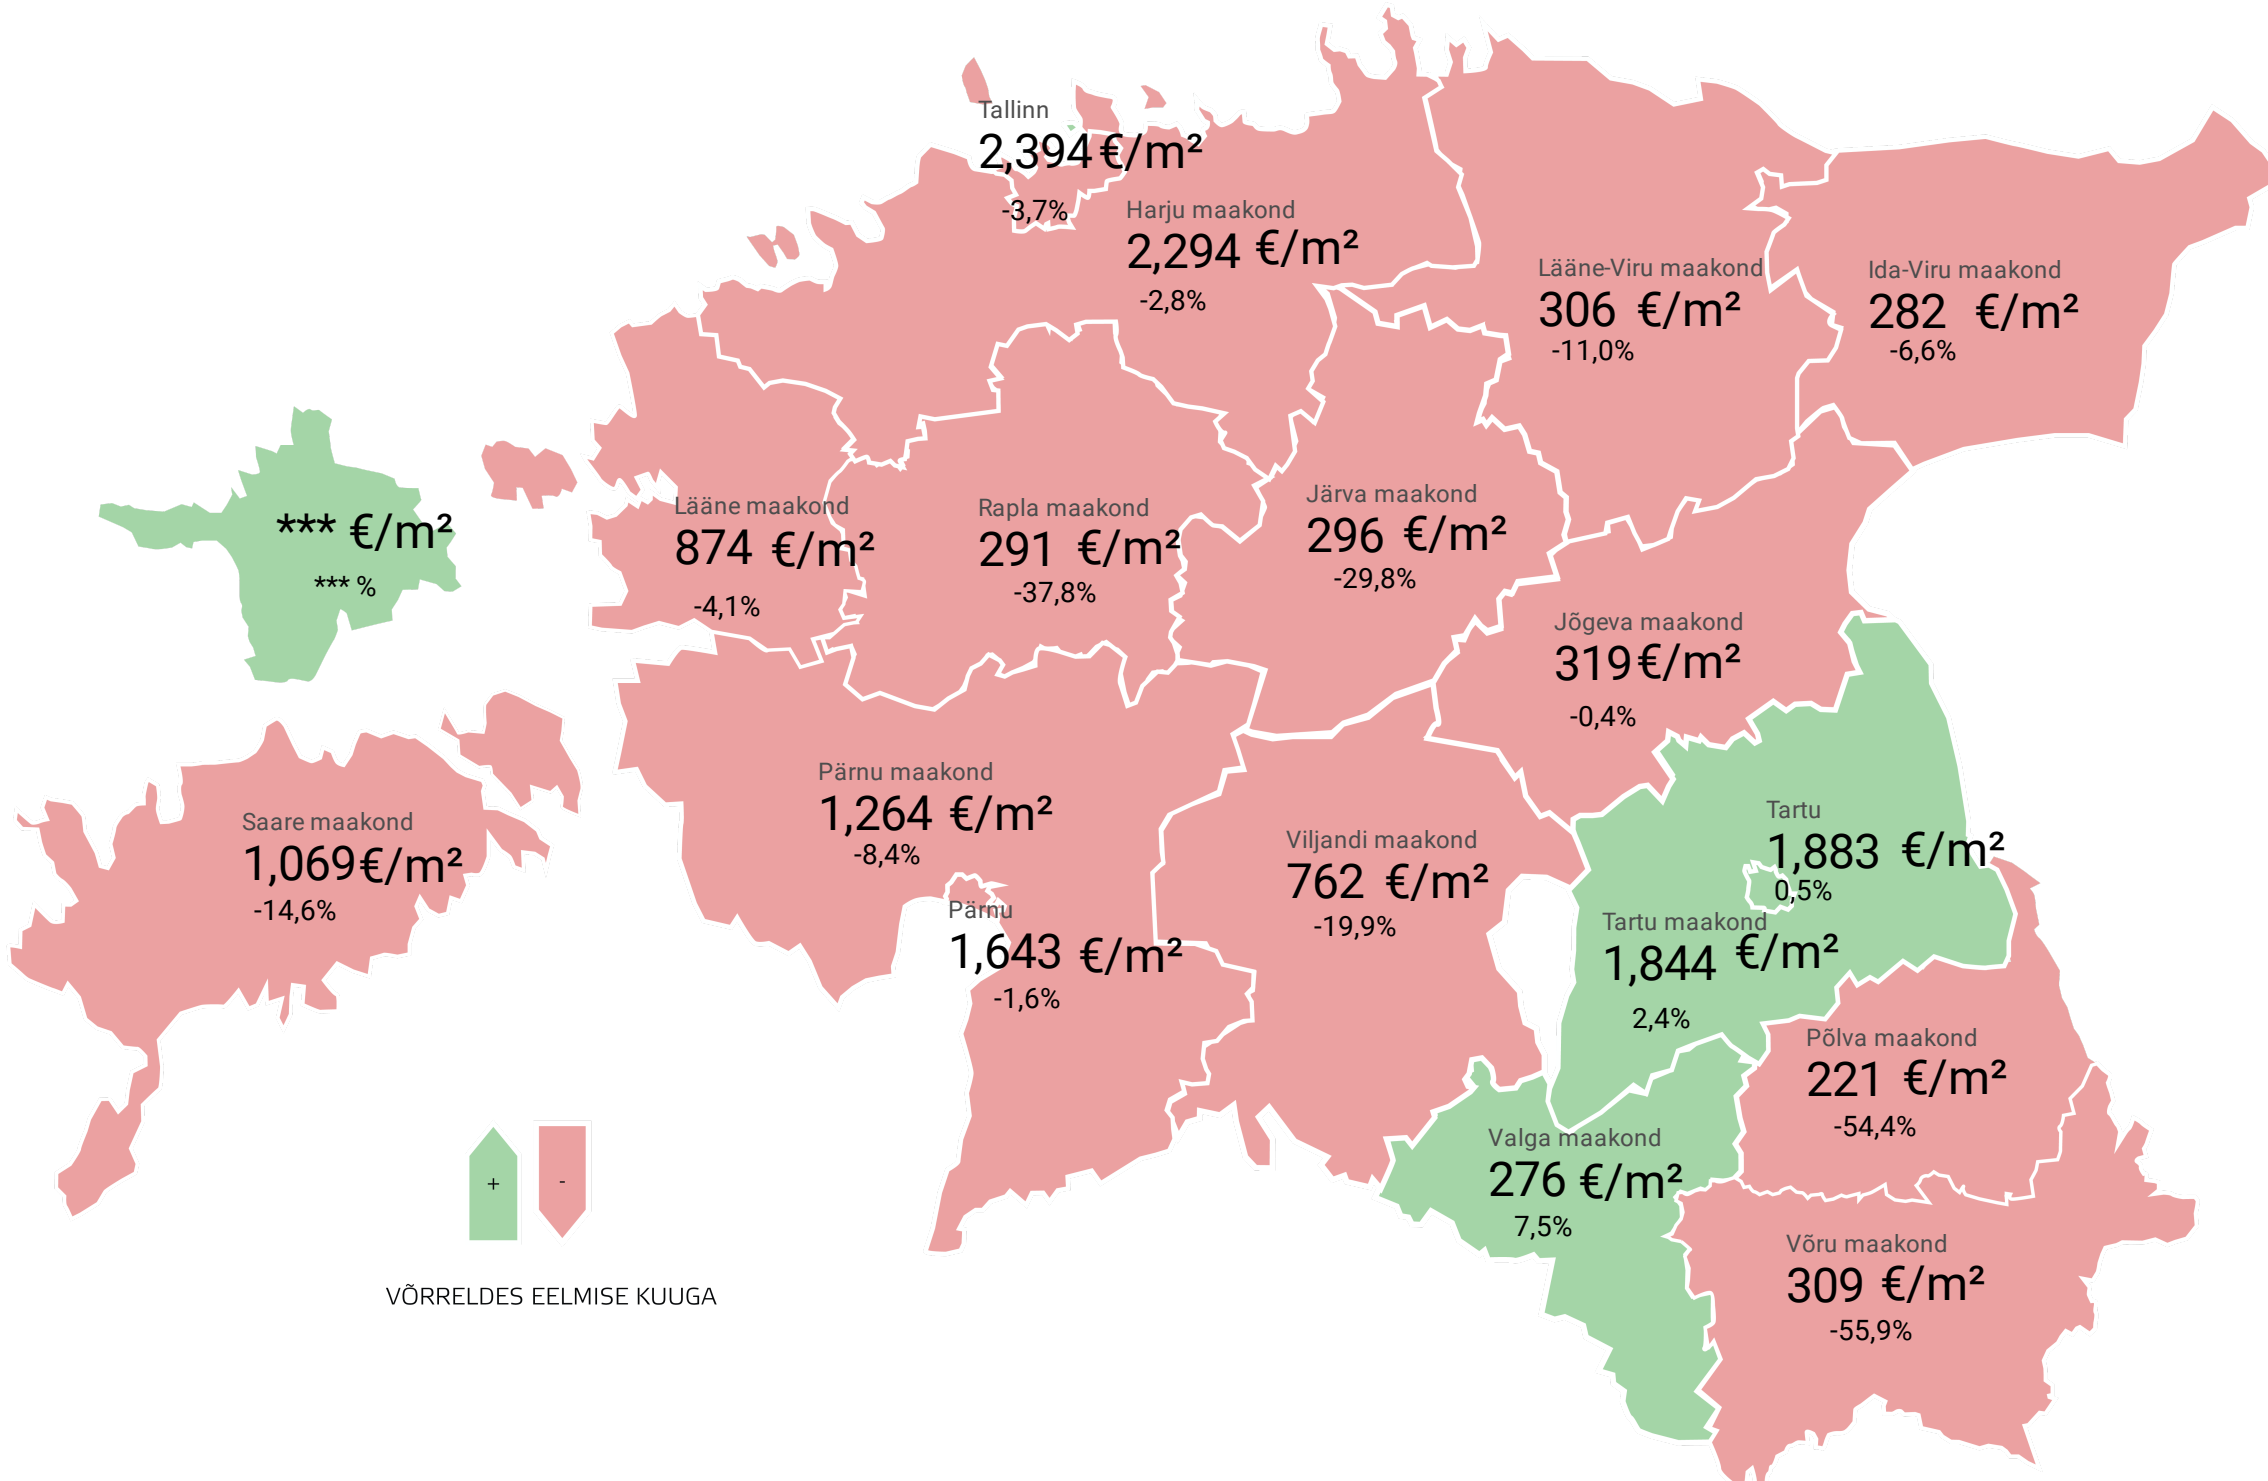 Tallinn
2,394 €/m²
-3,7%
Harju maakond
2,294 €/m²
-2,8%
Lääne-Viru maakond
306 €/m²
-11,0%
Ida-Viru maakond
282 €/m²
-6,6%
*** €/m²
*** %
Lääne maakond
874 €/m²
-4,1%
Rapla maakond
291 €/m²
-37,8%
Järva maakond
296 €/m²
-29,8%
Jõgeva maakond
319 €/m²
-0,4%
Saare maakond
1,069 €/m²
-14,6%
Pärnu maakond
1,264 €/m²
-8,4%
Pärnu
1,643 €/m²
-1,6%
Viljandi maakond
762 €/m²
-19,9%
Tartu
1,883 €/m²
0,5%
Tartu maakond
1,844 €/m²
2,4%
Põlva maakond
221 €/m²
-54,4%
Valga maakond
276 €/m²
7,5%
Võru maakond
309 €/m²
-55,9%
+ -
VÕRRELDES EELMISE KUUGA